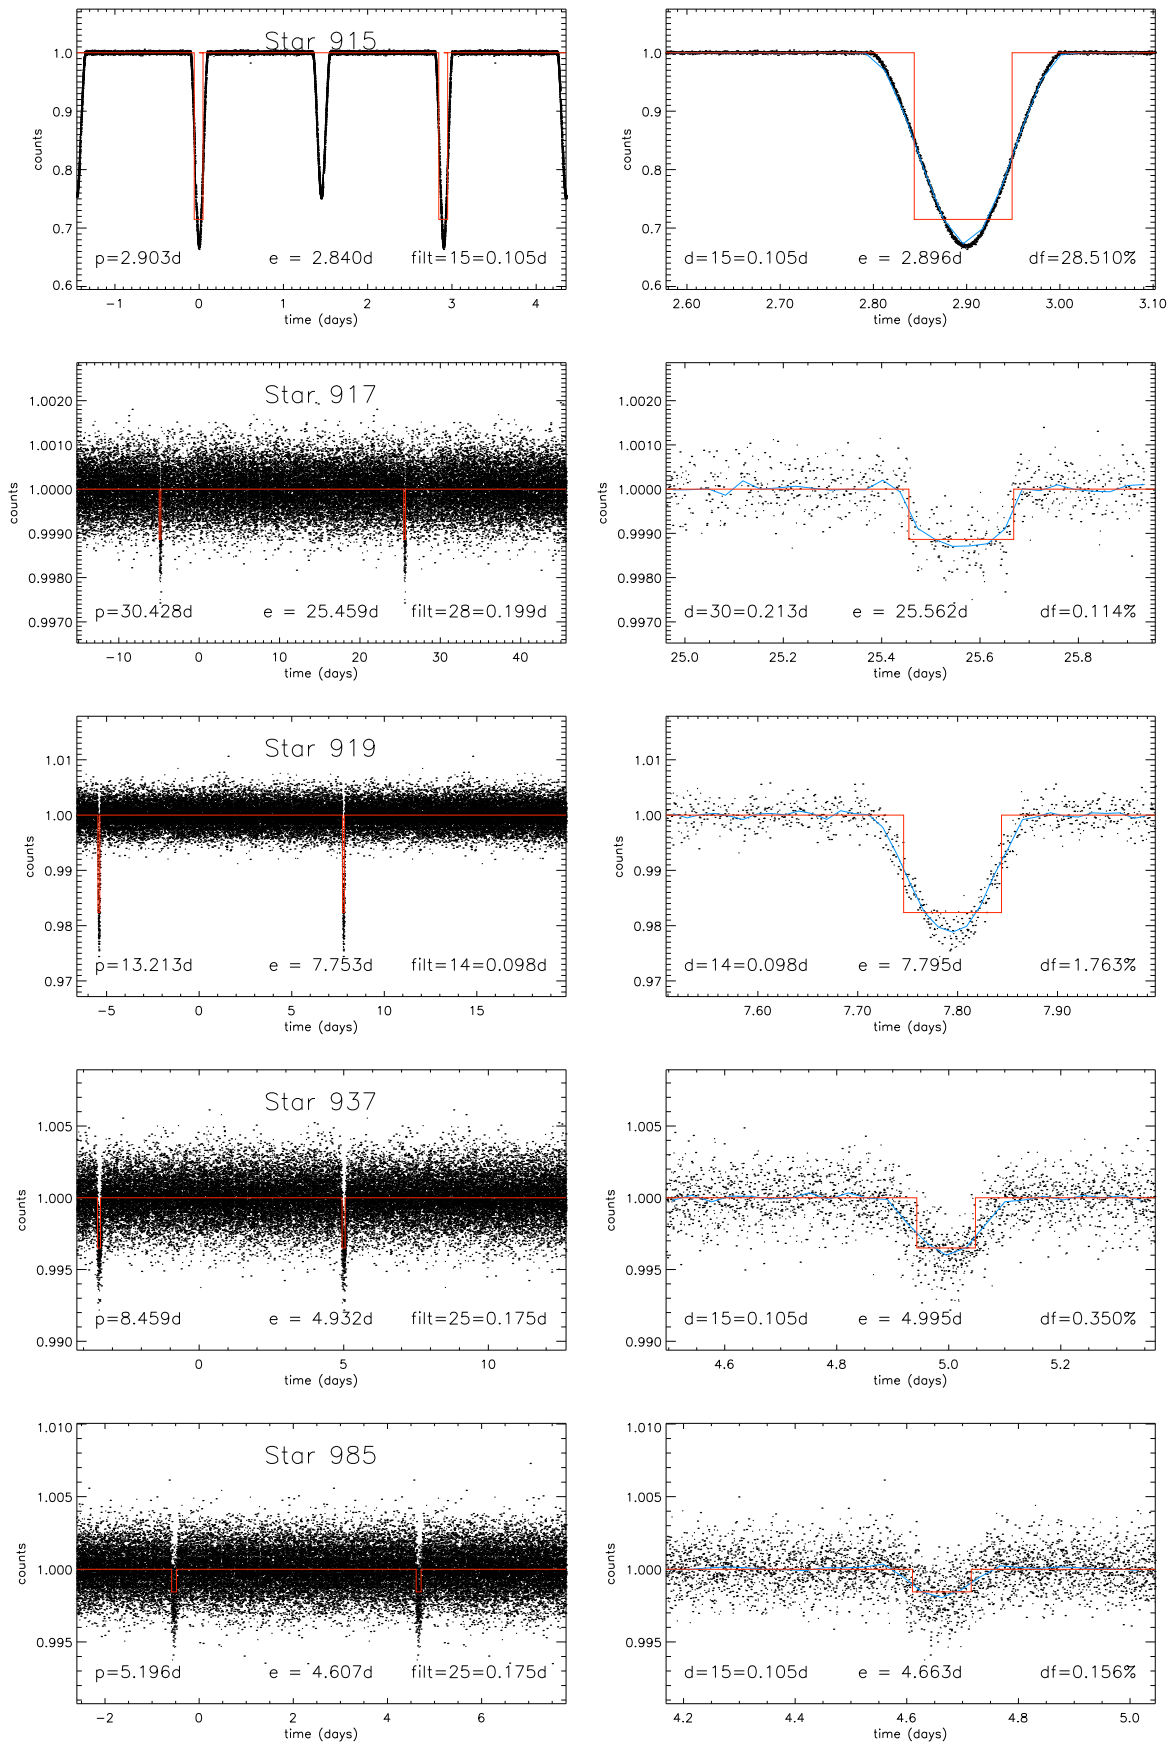 Star 915
counts
1.0
0.9
0.8
0.7
0.6
p=2.903d e = 2.840d filt=15=0.105d
−1 0 1 2 3 4
time (days)
counts
1.0
0.9
0.8
0.7
0.6
d=15=0.105d e = 2.896d df=28.510%
2.60 2.70 2.80 2.90 3.00 3.10
time (days)
Star 917
counts
1.0020
1.0010
1.0000
0.9990
0.9980
0.9970
p=30.428d e = 25.459d filt=28=0.199d
−10 0 10 20 30 40
time (days)
counts
1.0020
1.0010
1.0000
0.9990
0.9980
0.9970
d=30=0.213d e = 25.562d df=0.114%
25.0 25.2 25.4 25.6 25.8
time (days)
Star 919
counts
1.01
1.00
0.99
0.98
0.97
p=13.213d e = 7.753d filt=14=0.098d
−5 0 5 10 15
time (days)
counts
1.01
1.00
0.99
0.98
0.97
d=14=0.098d e = 7.795d df=1.763%
7.60 7.70 7.80 7.90
time (days)
Star 937
counts
1.005
1.000
0.995
0.990
p=8.459d e = 4.932d filt=25=0.175d
0 5 10
time (days)
counts
1.005
1.000
0.995
0.990
d=15=0.105d e = 4.995d df=0.350%
4.6 4.8 5.0 5.2
time (days)
Star 985
counts
1.010
1.005
1.000
0.995
p=5.196d e = 4.607d filt=25=0.175d
−2 0 2 4 6
time (days)
counts
1.010
1.005
1.000
0.995
d=15=0.105d e = 4.663d df=0.156%
4.2 4.4 4.6 4.8 5.0
time (days)